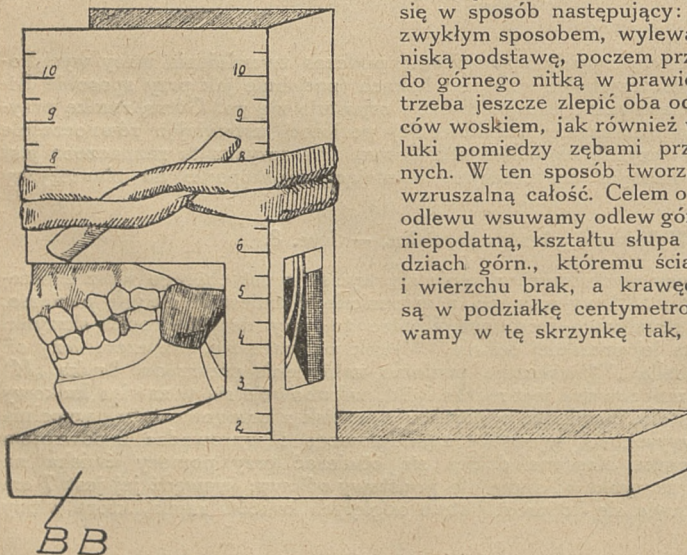 się w sposób następujący:
zwykłym sposobem, wylewa
niską podstawę, poczem prz
do górnego nitką w prawid
trzeba jeszcze zlepić oba od
ców woskiem, jak również w
luki pomiędzy zębami prz
nych. W ten sposób tworz
wzruszalną całość. Celem o
odlewu wsuwamy odlew gó
niepodatną, kształtu słupa
dziach górn., któremu ścia
i wierzchu brak, a krawęd
są w podziałkę centymetro
wamy w tę skrzynkę tak,
10 10
9 9
8 8
6
5
4
3
2
BB